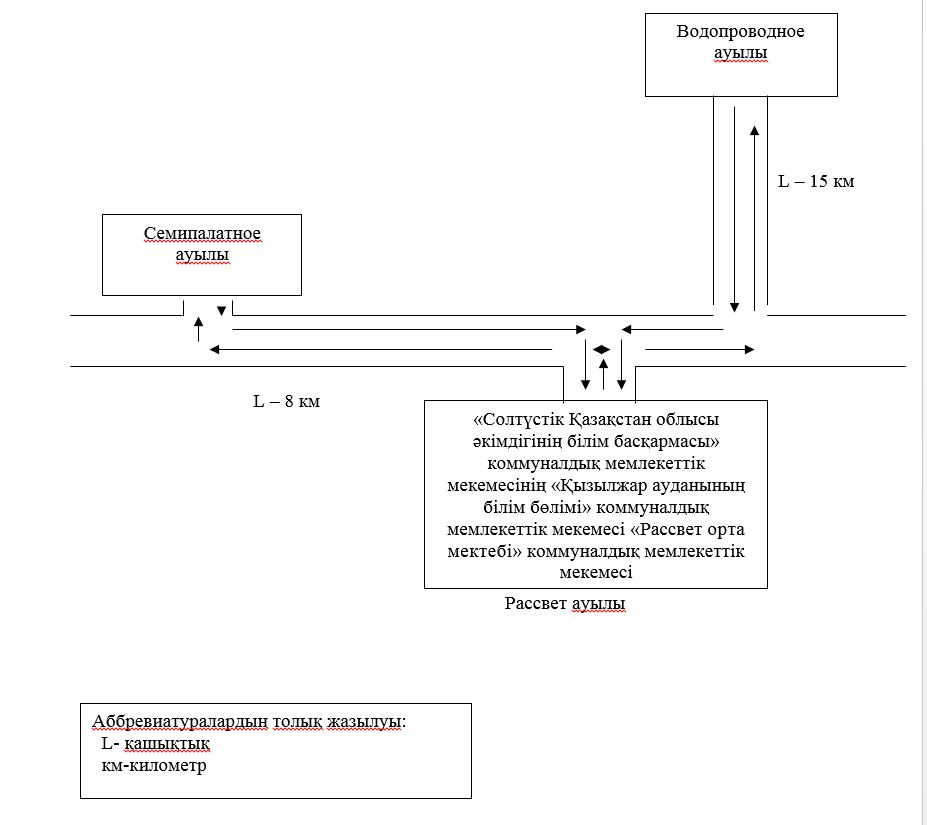 Водопроводное
ауылы
L – 15 км
Семипалатное
ауылы
L – 8 км
«Солтүстік Қазақстан облысы
әкімдігінің білім басқармасы»
коммуналдық мемлекеттік
мекемесінің «Қызылжар ауданының
білім бөлімі» коммуналдық
мемлекеттік мекемесі «Рассвет орта
мектебі» коммуналдық мемлекеттік
мекемесі
Рассвет ауылы
Аббревиатуралардың толық жазылуы:
L- қашықтық
км-километр